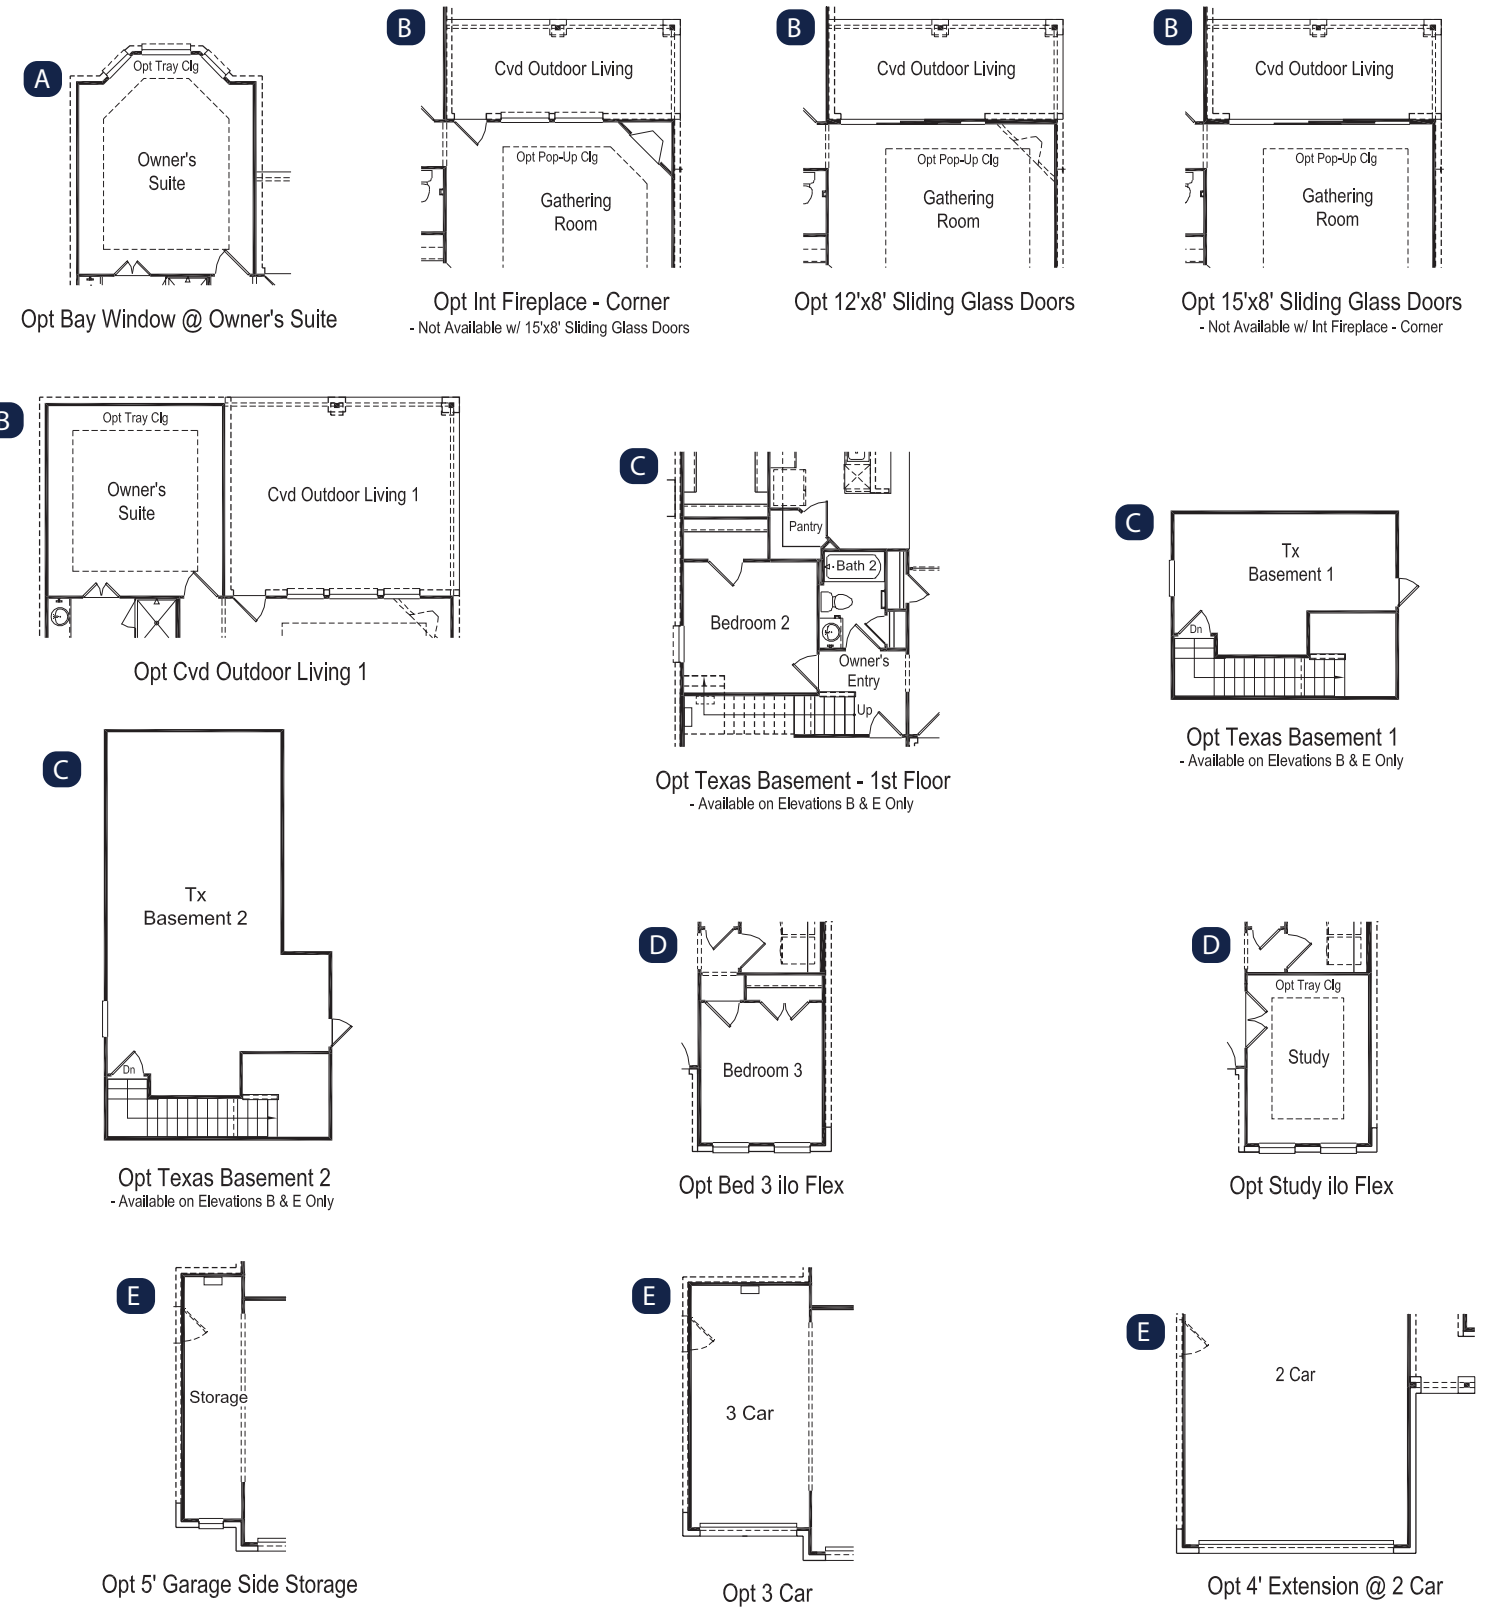 A
Opt Tray Clg
Owner's
Suite
Opt Bay Window @ Owner's Suite
B
Cvd Outdoor Living
Opt Pop-Up Clg
Gathering
Room
Opt Int Fireplace - Corner
- Not Available w/ 15'x8' Sliding Glass Doors
B
Cvd Outdoor Living
Opt Pop-Up Clg
Gathering
Room
Opt 12'x8' Sliding Glass Doors
B
Cvd Outdoor Living
Opt Pop-Up Clg
Gathering
Room
Opt 15'x8' Sliding Glass Doors
- Not Available w/ Int Fireplace - Corner
B
Opt Tray Clg
Owner's
Suite
Cvd Outdoor Living 1
Opt Cvd Outdoor Living 1
C
Pantry
Bath 2
Bedroom 2
Owner's
Entry
Up
Opt Texas Basement - 1st Floor
- Available on Elevations B & E Only
C
Tx
Basement 1
Dn
Opt Texas Basement 1
- Available on Elevations B & E Only
C
Tx
Basement 2
Dn
Opt Texas Basement 2
- Available on Elevations B & E Only
D
Bedroom 3
Opt Bed 3 ilo Flex
D
Opt Tray Clg
Study
Opt Study ilo Flex
E
Storage
Opt 5' Garage Side Storage
E
3 Car
Opt 3 Car
E
2 Car
Opt 4' Extension @ 2 Car